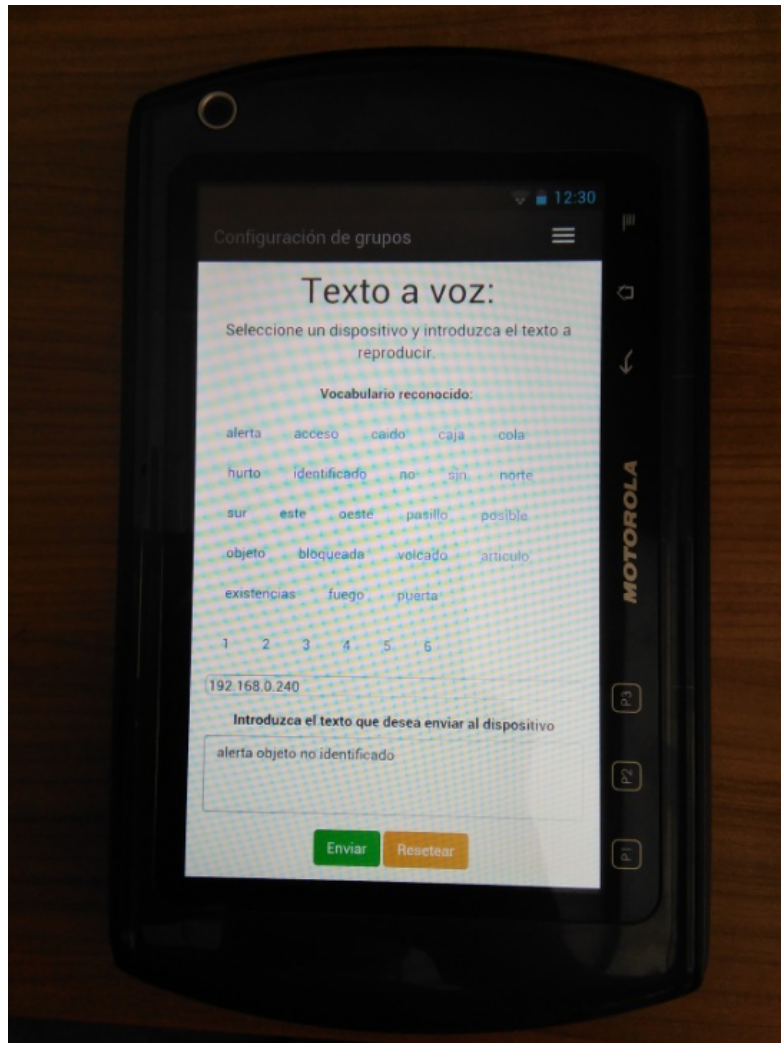 12:30
Configuración de grupos
Texto a voz:
Seleccione un dispositivo y introduzca el texto a
reproducir.
Vocabulario reconocido:
alerta acceso caido caja cola
hurto identificado no sin norte
sur este oeste pasillo posible
objeto bloqueada volcado articulo
existencias fuego puerta
1 2 3 4 5 6
192.168.0.240
Introduzca el texto que desea enviar al dispositivo
alerta objeto no identificado
Enviar Resetear
MOTOROLA
P3
P2
P1